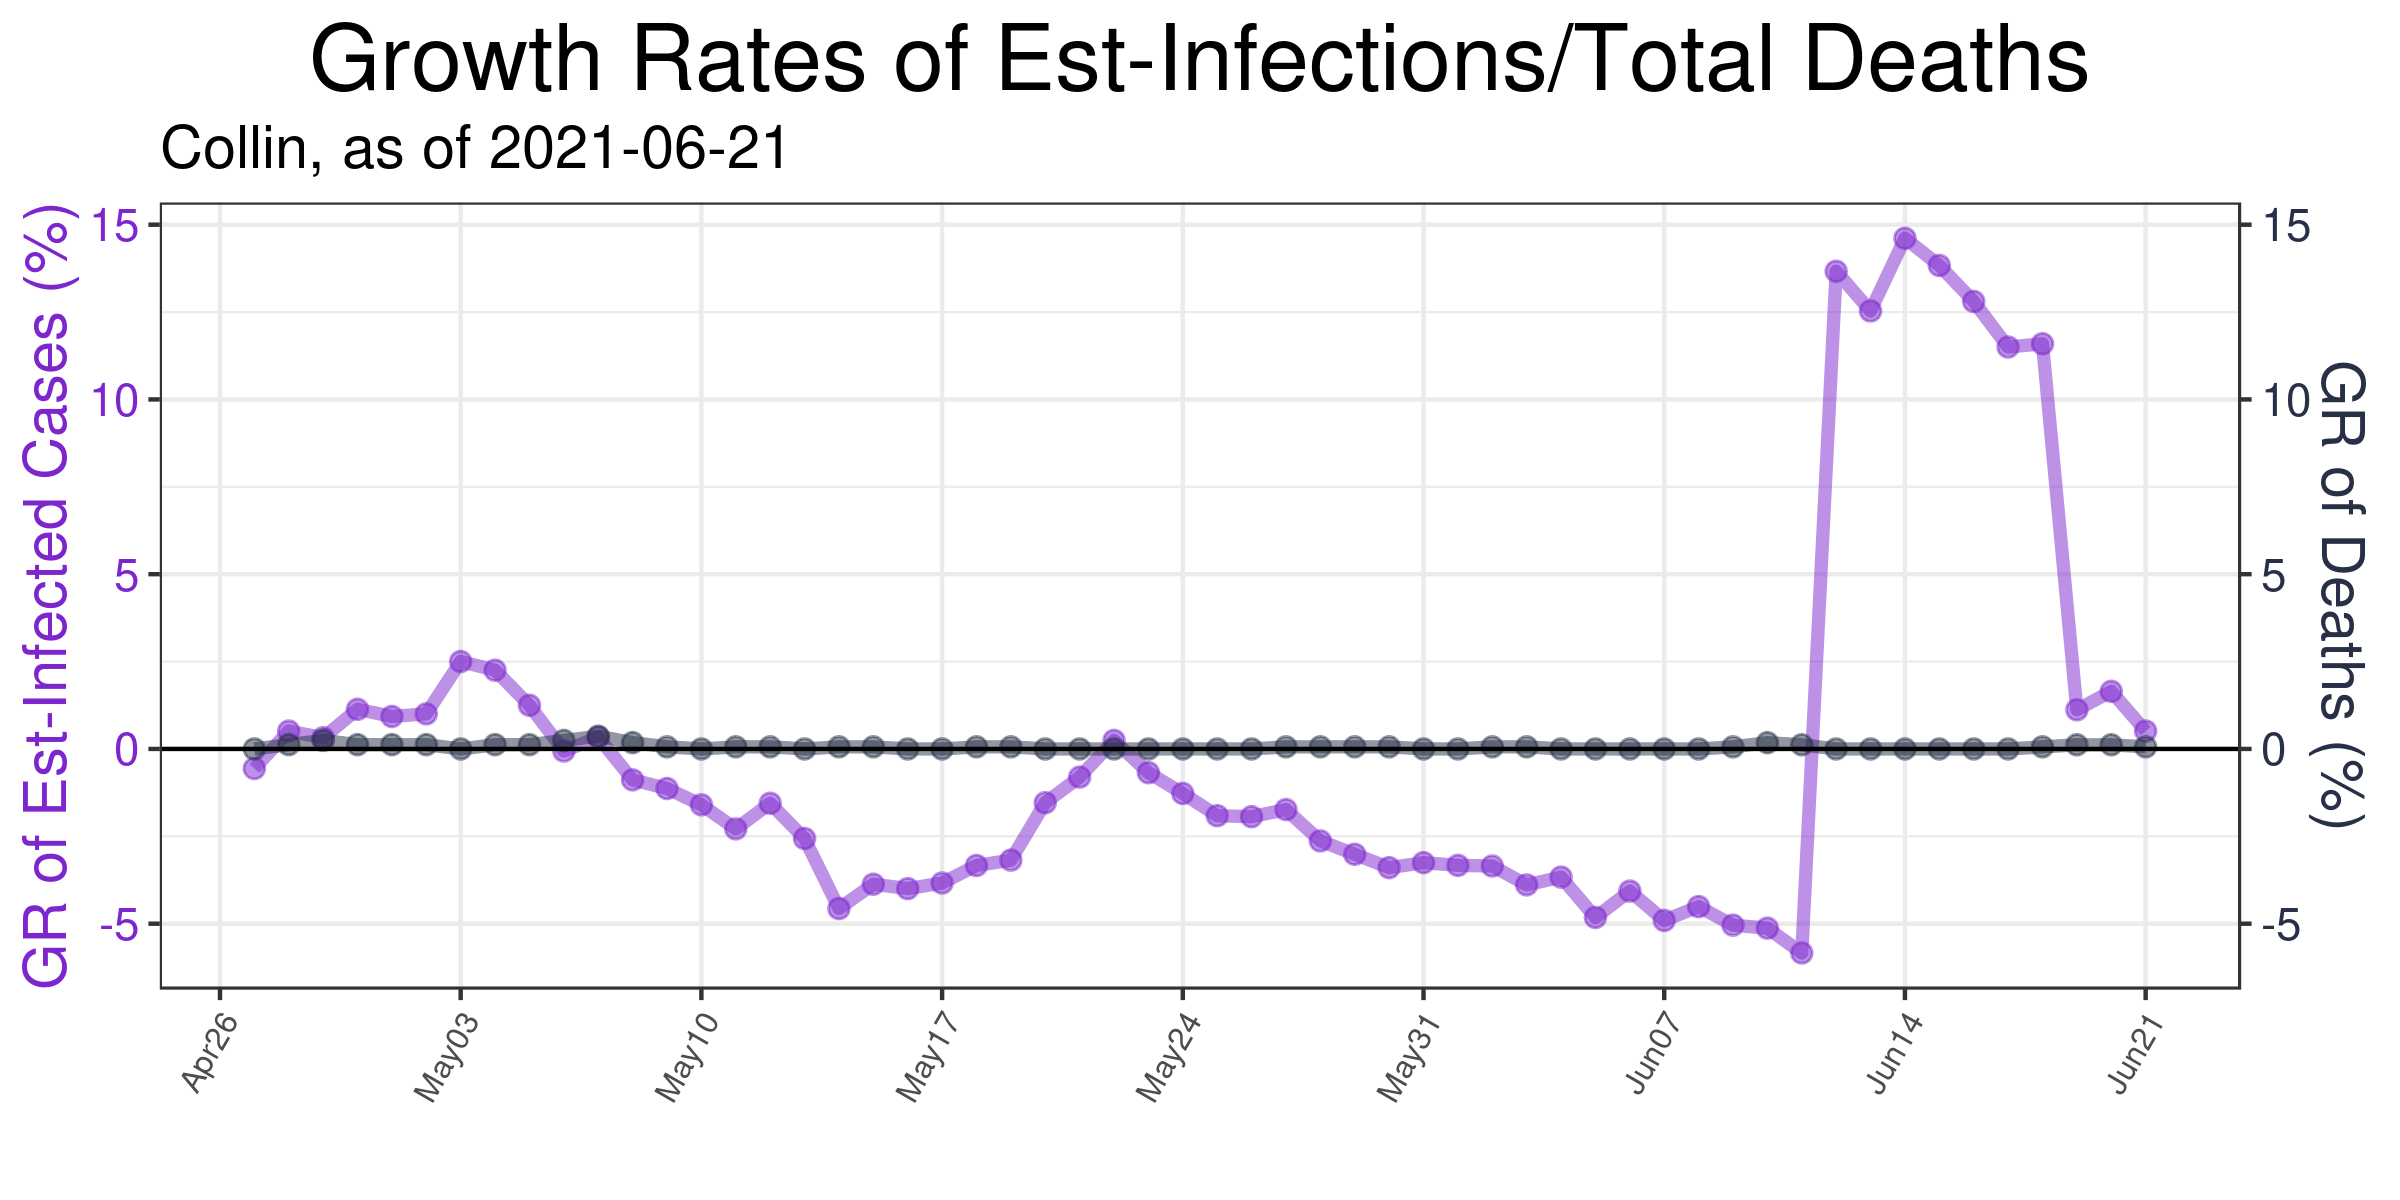 Growth Rates of Est-Infections/Total Deaths
Collin, as of 2021-06-21
GR of Est-Infected Cases (%)
15
10
5
0
-5
15
10
5
0
-5
GR of Deaths (%)
Apr26
May03
May10
May17
May24
May31
Jun07
Jun14
Jun21